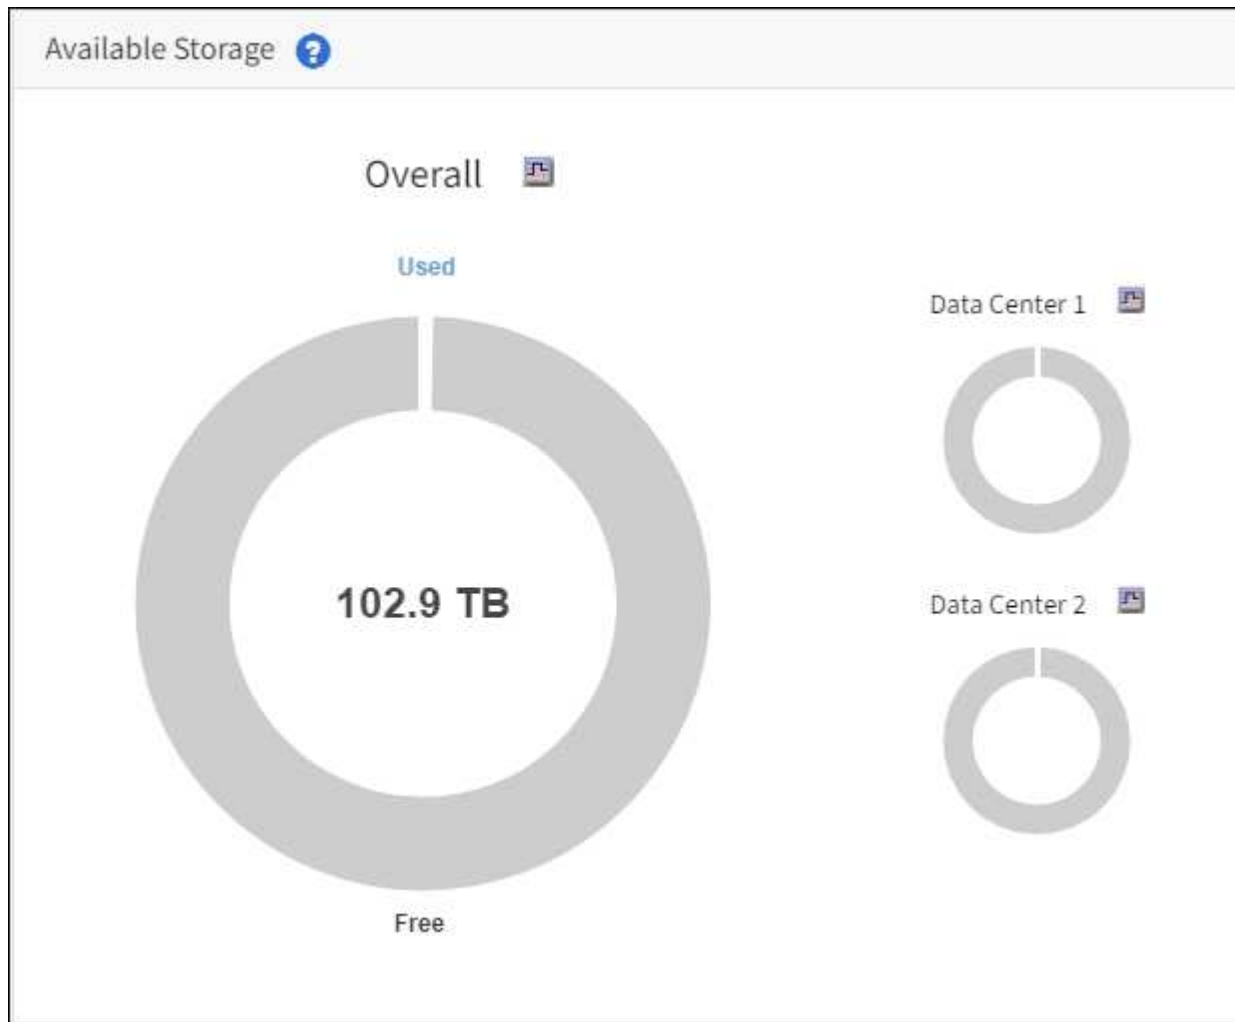 Available Storage ?
Overall
Used
102.9 TB
Free
Data Center 1
Data Center 2